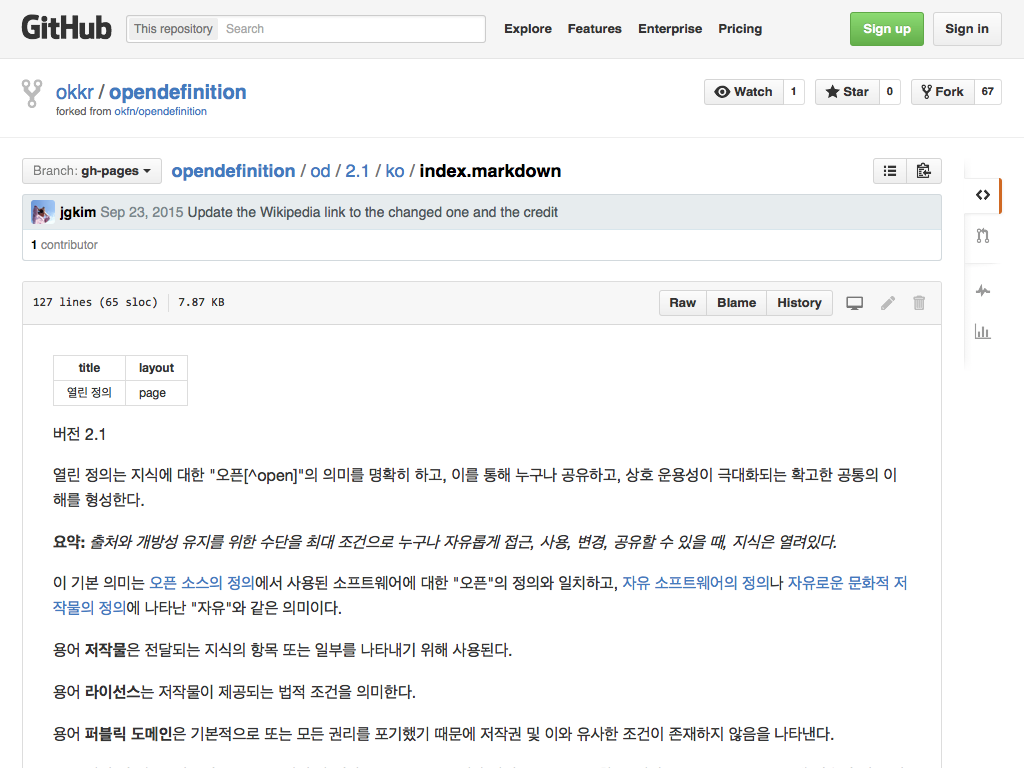 GitHub This repository Search Explore Features Enterprise Pricing Sign up Sign in
okkr / opendefinition Watch 1 Star 0 Fork 67
forked from okfn/opendefinition
Branch: gh-pages opendefinition / od / 2.1 / ko / index.markdown
jgkim Sep 23, 2015 Update the Wikipedia link to the changed one and the credit
1 contributor
127 lines (65 sloc) 7.87 KB Raw Blame History
title layout
열린 정의 page
버전 2.1
열린 정의는 지식에 대한 "오픈[^open]"의 의미를 명확히 하고, 이를 통해 누구나 공유하고, 상호 운용성이 극대화되는 확고한 공통의 이
해를 형성한다.
요약: 출처와 개방성 유지를 위한 수단을 최대 조건으로 누구나 자유롭게 접근, 사용, 변경, 공유할 수 있을 때, 지식은 열려있다.
이 기본 의미는 오픈 소스의 정의에서 사용된 소프트웨어에 대한 "오픈"의 정의와 일치하고, 자유 소프트웨어의 정의나 자유로운 문화적 저
작물의 정의에 나타난 "자유"와 같은 의미이다.
용어 저작물은 전달되는 지식의 항목 또는 일부를 나타내기 위해 사용된다.
용어 라이선스는 저작물이 제공되는 법적 조건을 의미한다.
용어 퍼블릭 도메인은 기본적으로 또는 모든 권리를 포기했기 때문에 저작권 및 이와 유사한 조건이 존재하지 않음을 나타낸다.